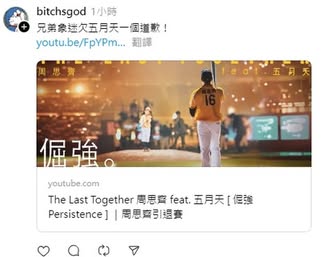 bitchsgod 1小時
兄弟象迷欠五月天一個道歉！
youtu.be/FpYPm... 翻譯
周思齊 feat. 五月天
16
倔強。
youtube.com
The Last Together 周思齊 feat. 五月天 [ 倔強
Persistence ] ｜周思齊引退賽